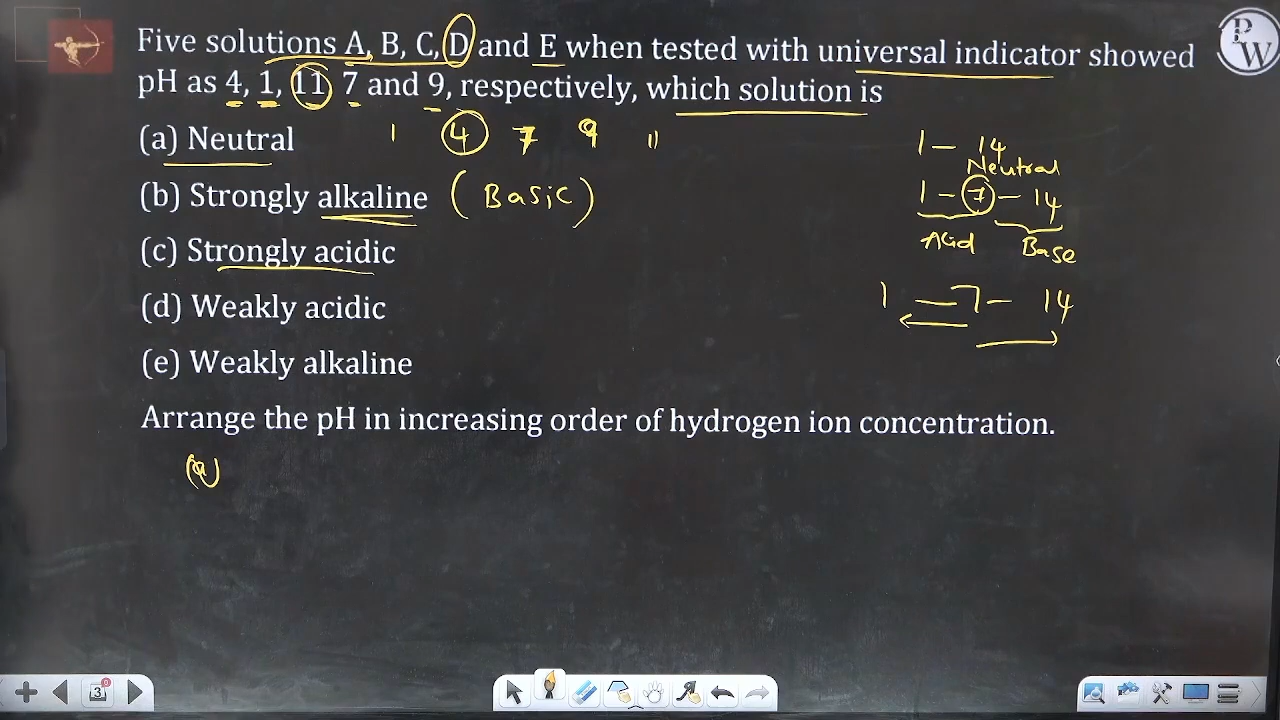 Five solutions A, B, C, D and E when tested with universal indicator showed
pH as 4, 1, 11 7 and 9, respectively, which solution is
(a) Neutral
1 4 7 9 11
(b) Strongly alkaline (Basic)
(c) Strongly acidic
(d) Weakly acidic
(e) Weakly alkaline
Arrange the pH in increasing order of hydrogen ion concentration.
(a)
1 – 14
Neutral
1 – 7 – 14
Acid Base
1 – 7 – 14
P
W
3
0